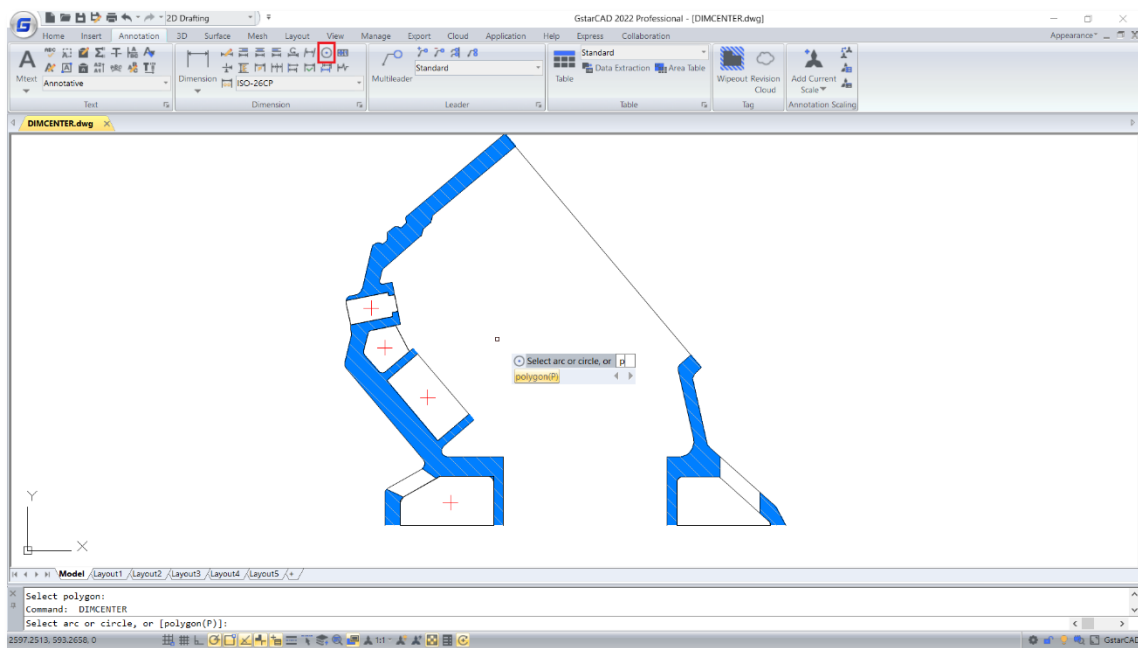 2D Drafting
GstarCAD 2022 Professional - [DIMCENTER.dwg]
Home Insert Annotation 3D Surface Mesh Layout View Manage Export Cloud Application Help Express Collaboration
Appearance
Mtext
Annotative
Text
Dimension
ISO-26CP
Dimension
Multileader
Standard
Leader
Table
Standard
Data Extraction Area Table
Table
Wipeout Revision Cloud
Tag
Add Current Scale
Annotation Scaling
DIMCENTER.dwg
Select arc or circle, or p
polygon(P)
Y
X
Model Layout1 Layout2 Layout3 Layout4 Layout5 +
Select polygon:
Command: DIMCENTER
Select arc or circle, or [polygon(P)]:
2597.2513, 593.2658, 0
1:1
GstarCAD